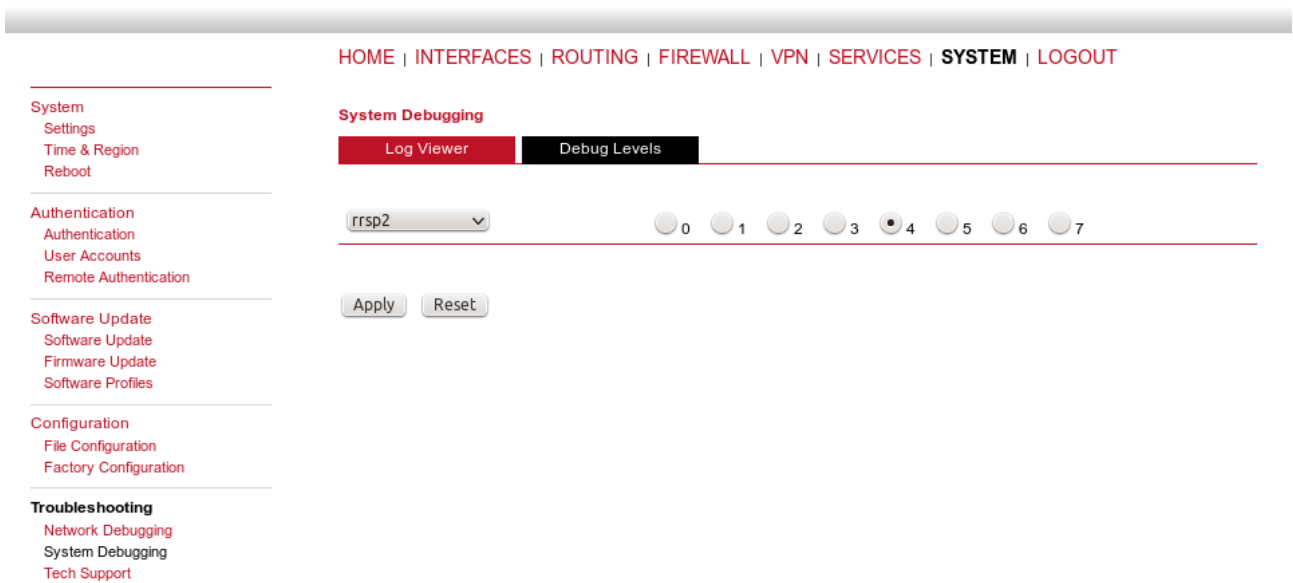 HOME | INTERFACES | ROUTING | FIREWALL | VPN | SERVICES | SYSTEM | LOGOUT
System
Settings
Time & Region
Reboot
Authentication
Authentication
User Accounts
Remote Authentication
Software Update
Software Update
Firmware Update
Software Profiles
Configuration
File Configuration
Factory Configuration
Troubleshooting
Network Debugging
System Debugging
Tech Support
System Debugging
Log Viewer Debug Levels
rrsp2 0 1 2 3 4 5 6 7
Apply Reset